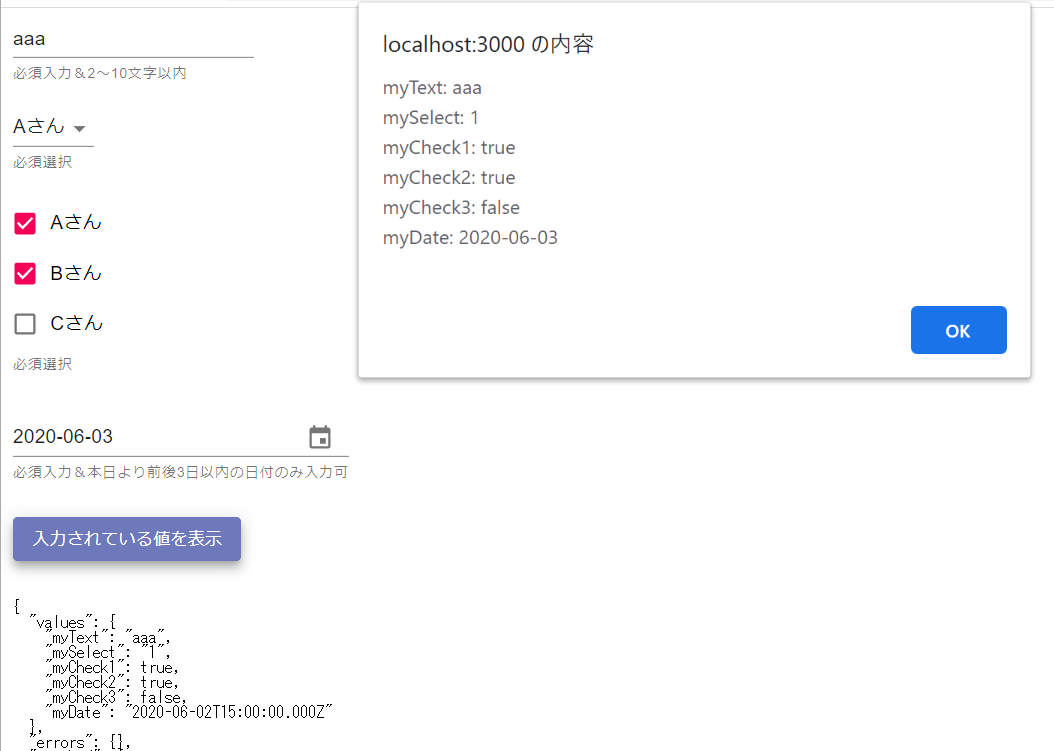 aaa
必須入力＆2～10文字以内
Aさん
必須選択
Aさん
Bさん
Cさん
必須選択
2020-06-03
必須入力＆本日より前後3日以内の日付のみ入力可
入力されている値を表示
{
"values": {
"myText": "aaa",
"mySelect": "1",
"myCheck1": true,
"myCheck2": true,
"myCheck3": false,
"myDate": "2020-06-02T15:00:00.000Z"
},
"errors": {},
localhost:3000 の内容
myText: aaa
mySelect: 1
myCheck1: true
myCheck2: true
myCheck3: false
myDate: 2020-06-03
OK